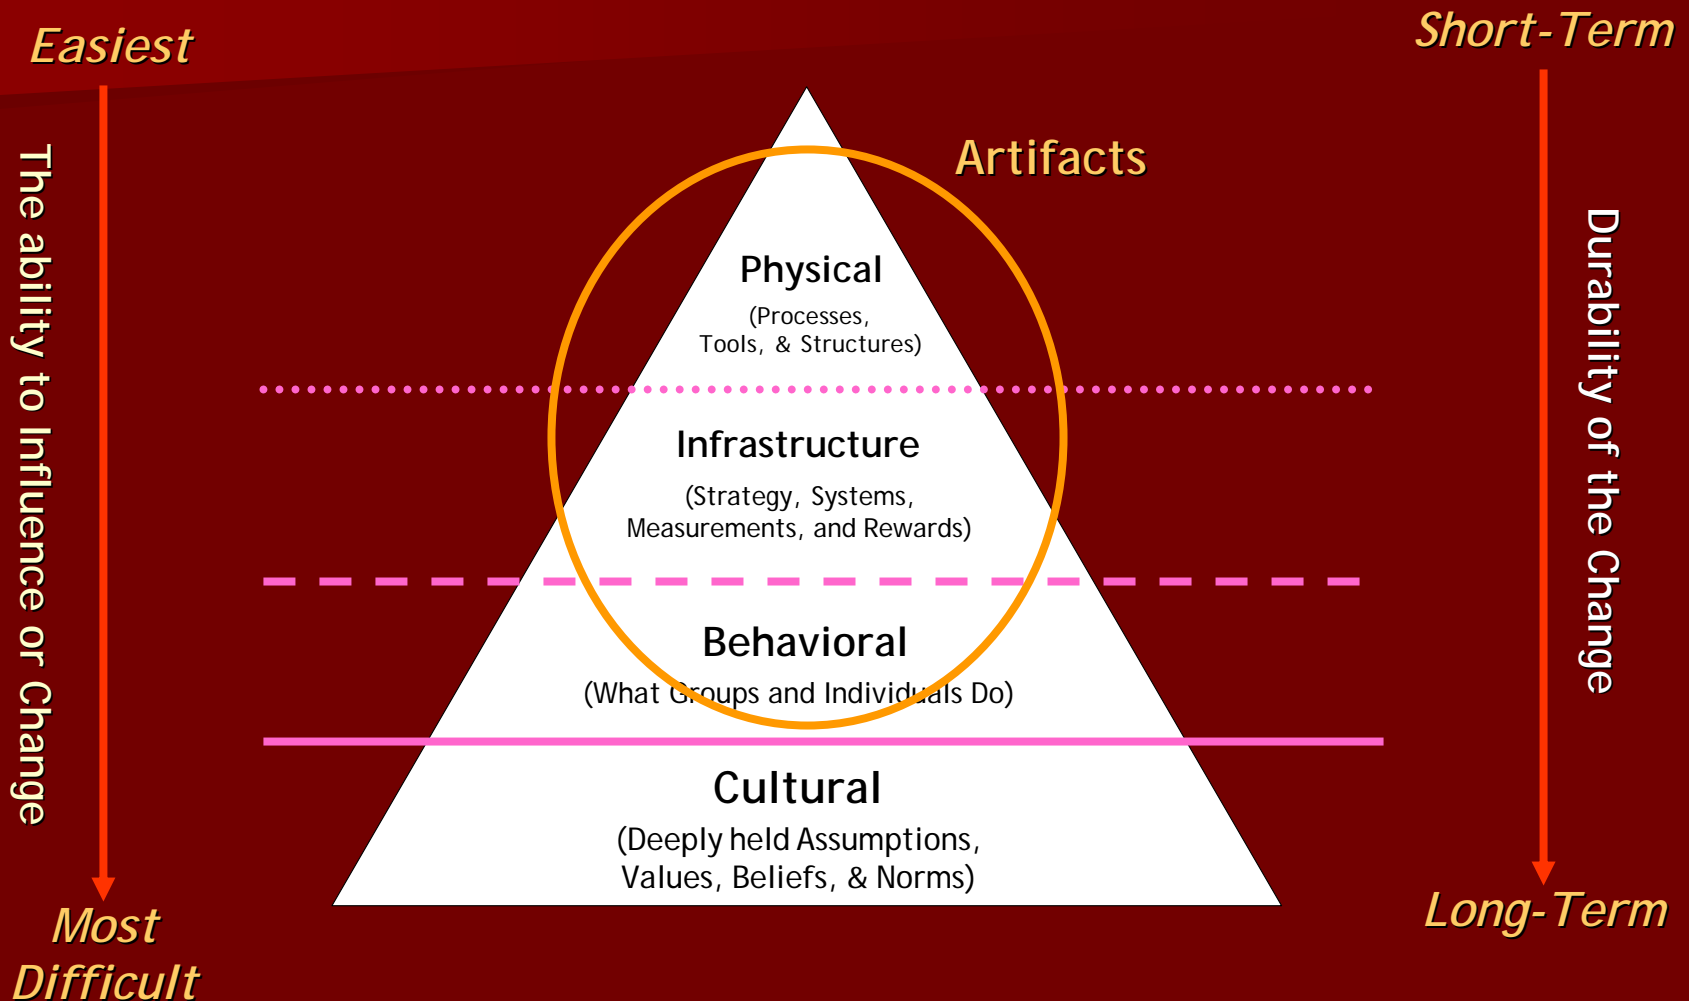 Easiest
Short-Term
Artifacts
The ability to Influence or Change
Durability of the Change
Physical
(Processes,
Tools, & Structures)
Infrastructure
(Strategy, Systems,
Measurements, and Rewards)
Behavioral
(What Groups and Individuals Do)
Cultural
(Deeply held Assumptions,
Values, Beliefs, & Norms)
Most
Difficult
Long-Term